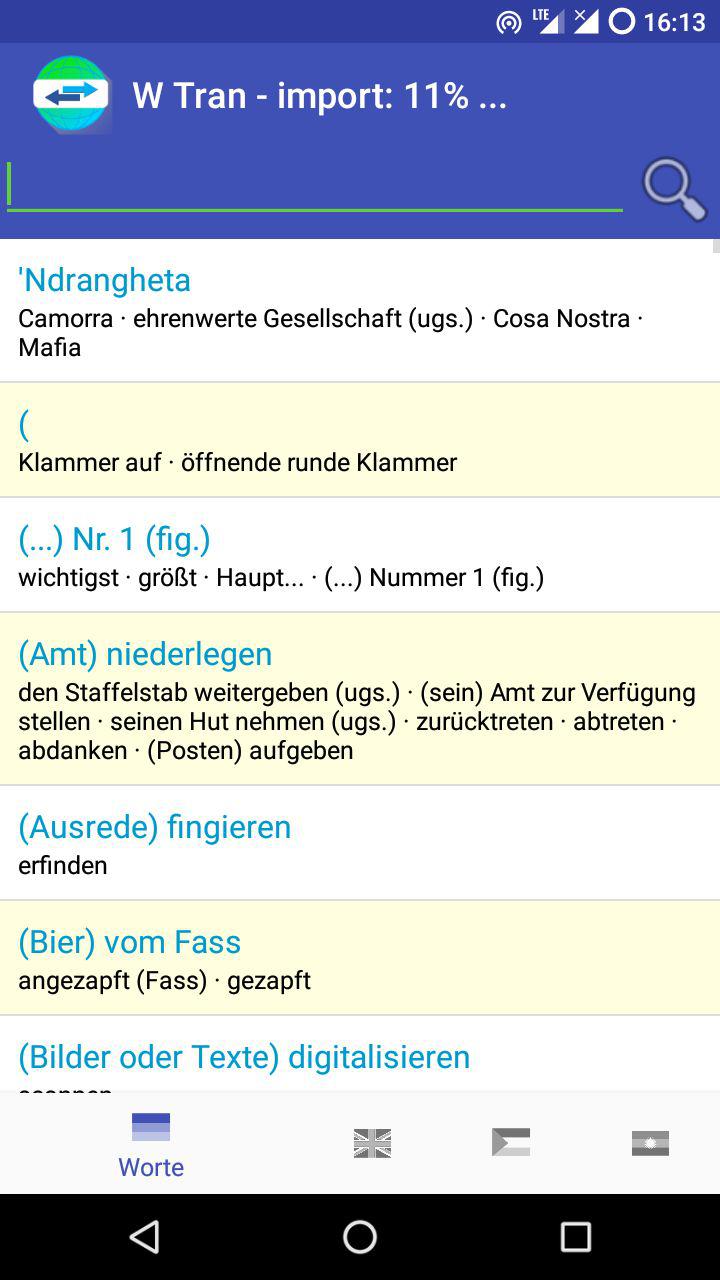 LTE 16:13
W Tran - import: 11% ...
'Ndrangheta
Camorra · ehrenwerte Gesellschaft (ugs.) · Cosa Nostra ·
Mafia
(
Klammer auf · öffnende runde Klammer
(...) Nr. 1 (fig.)
wichtigst · größt · Haupt... · (...) Nummer 1 (fig.)
(Amt) niederlegen
den Staffelstab weitergeben (ugs.) · (sein) Amt zur Verfügung
stellen · seinen Hut nehmen (ugs.) · zurücktreten · abtreten ·
abdanken · (Posten) aufgeben
(Ausrede) fingieren
erfinden
(Bier) vom Fass
angezapft (Fass) · gezapft
(Bilder oder Texte) digitalisieren
Worte